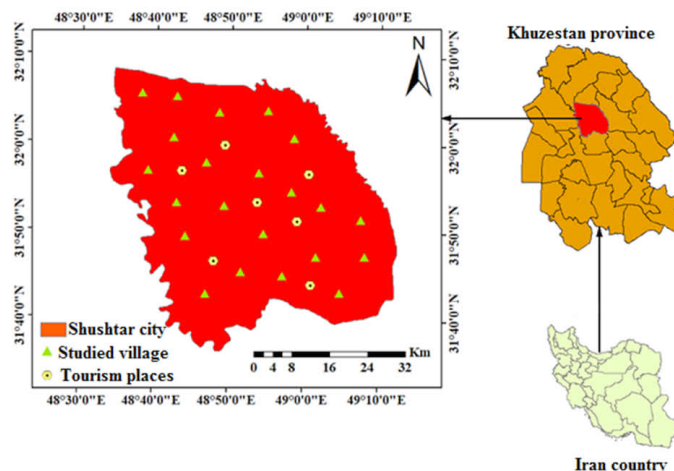 48°30'0"E 48°40'0"E 48°50'0"E 49°0'0"E 49°10'0"E
Khuzestan province
32°10'0"N
32°0'0"N
31°50'0"N
31°40'0"N
N
32°10'0"N
32°0'0"N
31°50'0"N
31°40'0"N
Shushtar city
Studied village
Tourism places
Km
0 4 8 16 24 32
48°30'0"E 48°40'0"E 48°50'0"E 49°0'0"E 49°10'0"E
Iran country